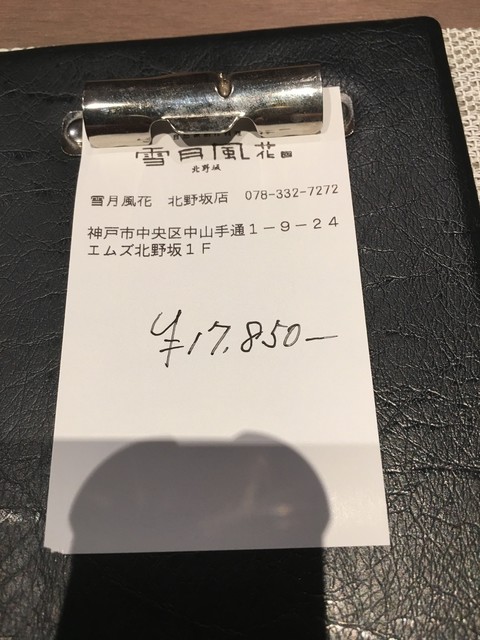 雪月風花
北野坂
雪月風花 北野坂店 078-332-7272
神戸市中央区中山手通1-9-24
エムズ北野坂1F
¥17,850-